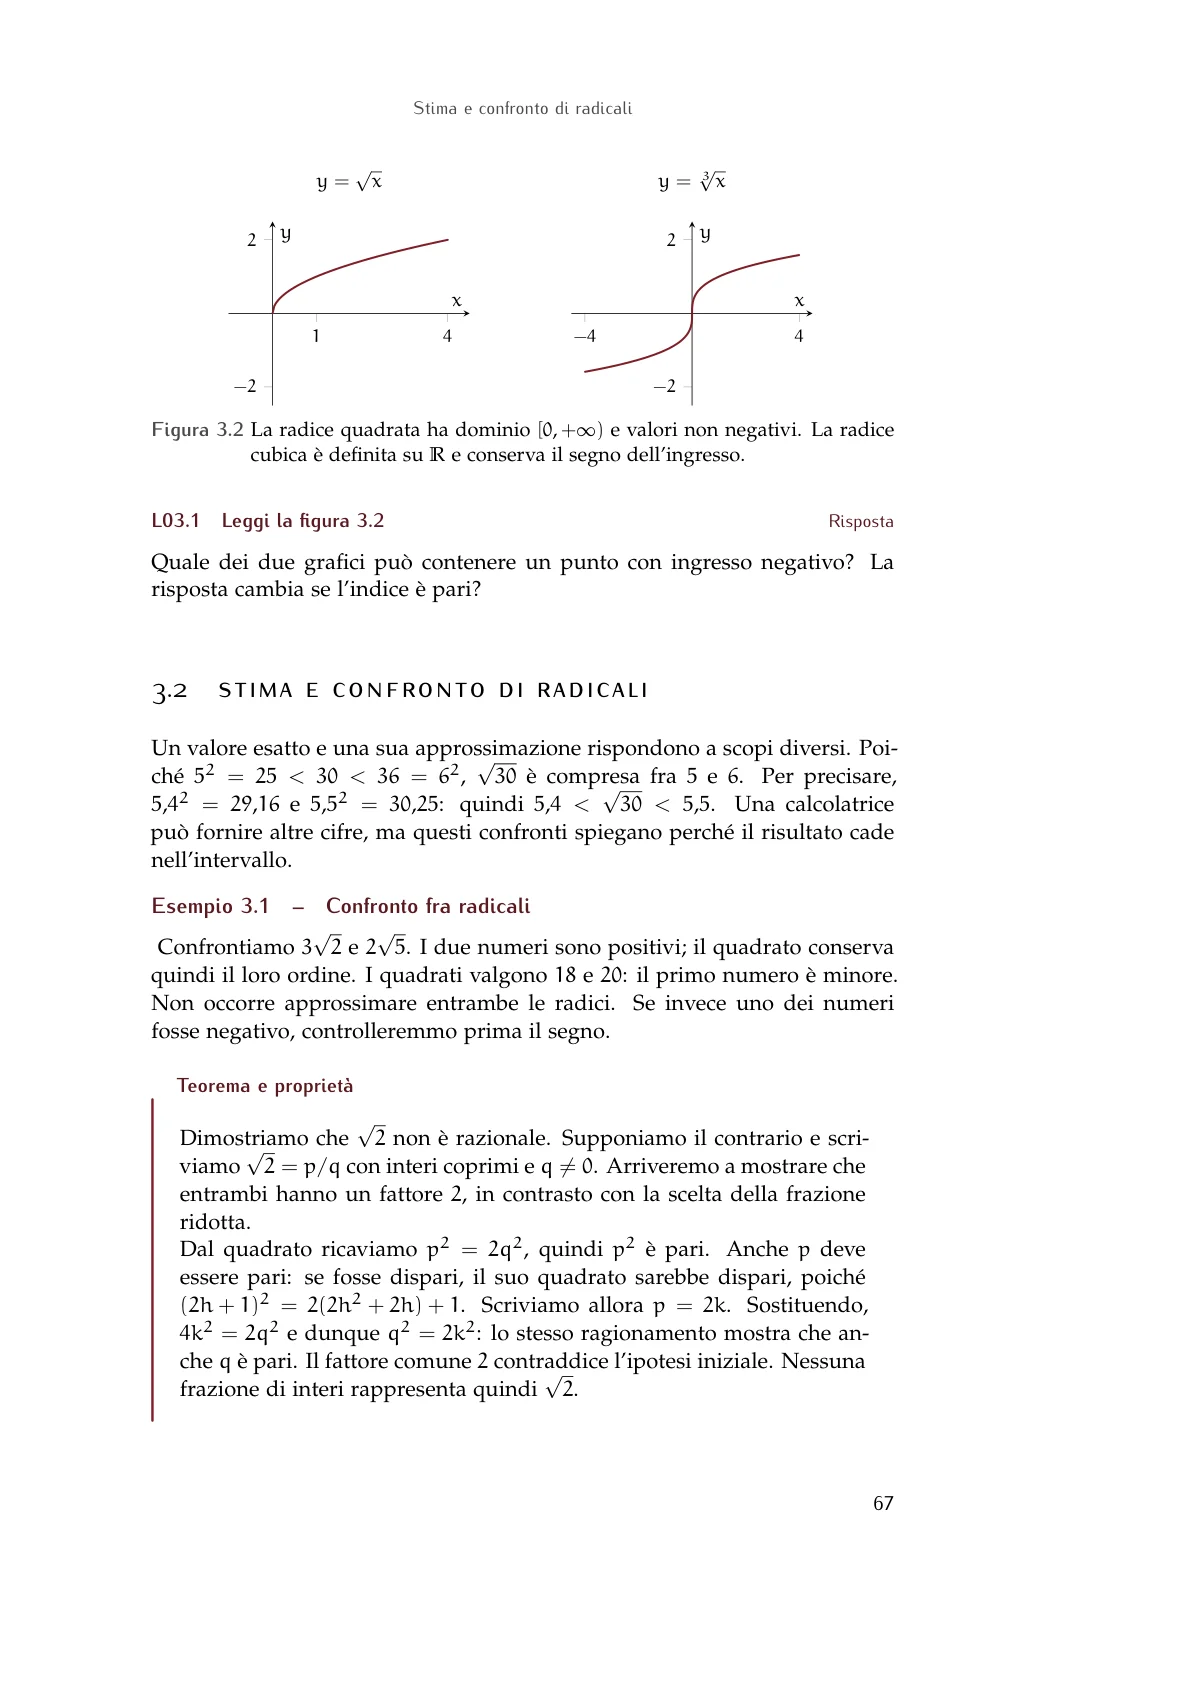 Stima e confronto di radicali
y = √x
y = ∛x
2
y
x
1
4
−2
2
y
x
−4
4
−2
Figura 3.2 La radice quadrata ha dominio [0, +∞) e valori non negativi. La radice
cubica è definita su ℝ e conserva il segno dell’ingresso.
L03.1 Leggi la figura 3.2 Risposta
Quale dei due grafici può contenere un punto con ingresso negativo? La
risposta cambia se l’indice è pari?
3.2 STIMA E CONFRONTO DI RADICALI
Un valore esatto e una sua approssimazione rispondono a scopi diversi. Poi-
ché 5² = 25 < 30 < 36 = 6², √30 è compresa fra 5 e 6. Per precisare,
5,4² = 29,16 e 5,5² = 30,25: quindi 5,4 < √30 < 5,5. Una calcolatrice
può fornire altre cifre, ma questi confronti spiegano perché il risultato cade
nell’intervallo.
Esempio 3.1 – Confronto fra radicali
Confrontiamo 3√2 e 2√5. I due numeri sono positivi; il quadrato conserva
quindi il loro ordine. I quadrati valgono 18 e 20: il primo numero è minore.
Non occorre approssimare entrambe le radici. Se invece uno dei numeri
fosse negativo, controlleremmo prima il segno.
Teorema e proprietà
Dimostriamo che √2 non è razionale. Supponiamo il contrario e scri-
viamo √2 = p/q con interi coprimi e q ≠ 0. Arriveremo a mostrare che
entrambi hanno un fattore 2, in contrasto con la scelta della frazione
ridotta.
Dal quadrato ricaviamo p² = 2q², quindi p² è pari. Anche p deve
essere pari: se fosse dispari, il suo quadrato sarebbe dispari, poiché
(2h + 1)² = 2(2h² + 2h) + 1. Scriviamo allora p = 2k. Sostituendo,
4k² = 2q² e dunque q² = 2k²: lo stesso ragionamento mostra che an-
che q è pari. Il fattore comune 2 contraddice l’ipotesi iniziale. Nessuna
frazione di interi rappresenta quindi √2.
67